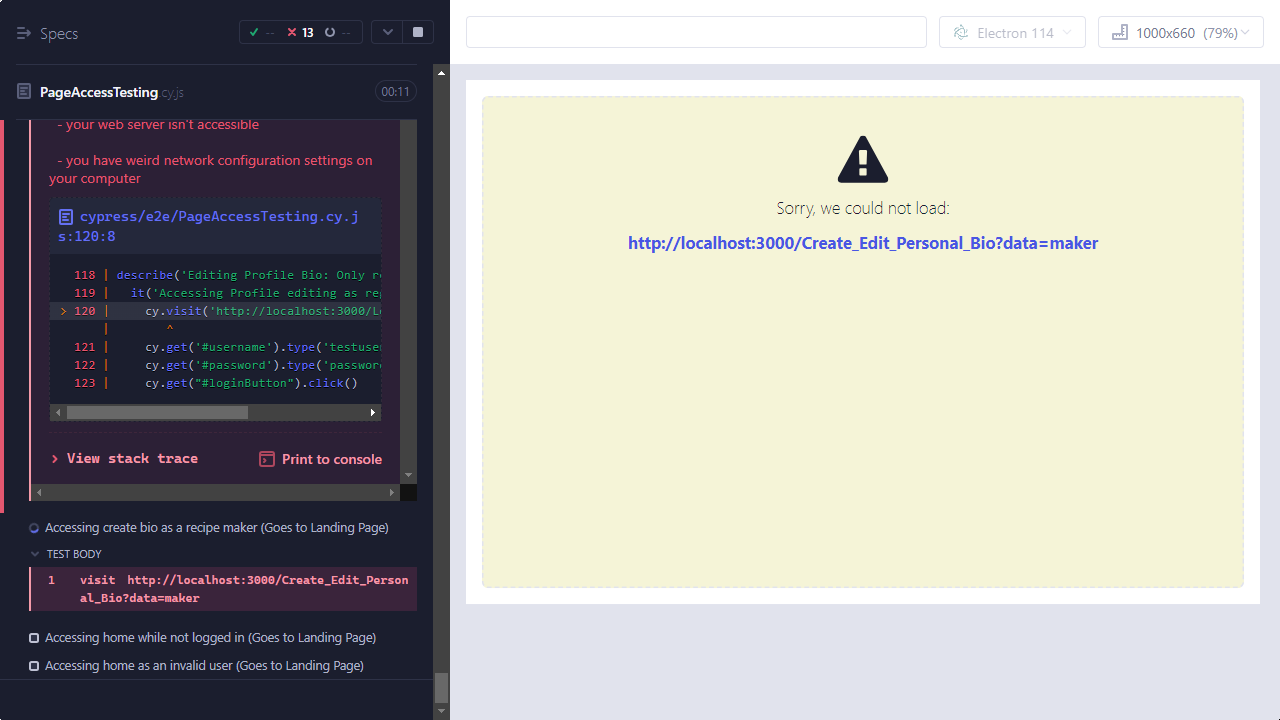 Specs
-- 13 --
PageAccessTesting.cy.js
00:11
- your web server isn't accessible
- you have weird network configuration settings on
your computer
cypress/e2e/PageAccessTesting.cy.j
s:120:8
118 | describe('Editing Profile Bio: Only re
119 | it('Accessing Profile editing as reg
> 120 | cy.visit('http://localhost:3000/Lo
| ^
121 | cy.get('#username').type('testuser
122 | cy.get('#password').type('password
123 | cy.get("#loginButton").click()
> View stack trace
Print to console
Accessing create bio as a recipe maker (Goes to Landing Page)
TEST BODY
1 visit http://localhost:3000/Create_Edit_Person
al_Bio?data=maker
Accessing home while not logged in (Goes to Landing Page)
Accessing home as an invalid user (Goes to Landing Page)
Electron 114
1000x660 (79%)
Sorry, we could not load:
http://localhost:3000/Create_Edit_Personal_Bio?data=maker